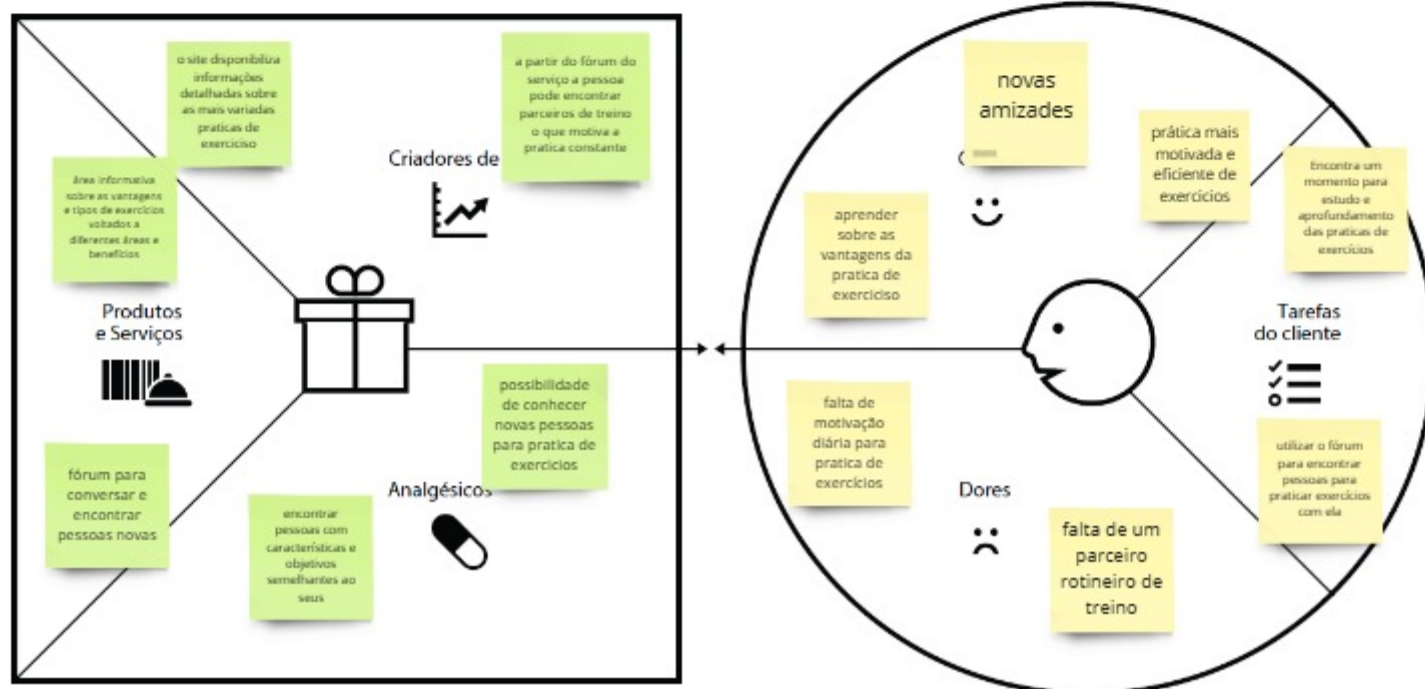 o site disponibiliza
informações
detalhadas sobre
as mais variadas
praticas de
exerciciso
a partir do fórum do
serviço a pessoa
pode encontrar
parceiros de treino
o que motiva a
pratica constante
Criadores de
Área informativa
sobre as vantagens
e tipos de exercícios
voltados a
diferentes áreas e
benefícios
Produtos
e Serviços
possibilidade
de conhecer
novas pessoas
para pratica de
exercicios
fórum para
conversar e
encontrar
pessoas novas
Analgésicos
encontrar
pessoas com
características e
objetivos
semelhantes ao
seus
novas
amizades
prática mais
motivada e
eficiente de
exercícios
Encontra um
momento para
estudo e
aprofundamento
das praticas de
exercícios
aprender
sobre as
vantagens da
pratica de
exerciciso
Tarefas
do cliente
falta de
motivação
diária para
pratica de
exercícios
Dores
falta de um
parceiro
rotineiro de
treino
utilizar o fórum
para encontrar
pessoas para
praticar exercícios
com ela